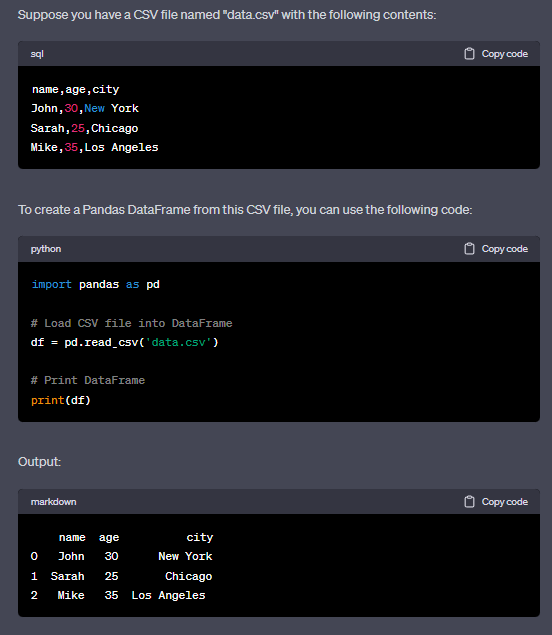 Suppose you have a CSV file named "data.csv" with the following contents:
sql Copy code
name,age,city
John,30,New York
Sarah,25,Chicago
Mike,35,Los Angeles
To create a Pandas DataFrame from this CSV file, you can use the following code:
python Copy code
import pandas as pd
# Load CSV file into DataFrame
df = pd.read_csv('data.csv')
# Print DataFrame
print(df)
Output:
markdown Copy code
    name  age         city
0   John   30     New York
1  Sarah   25      Chicago
2   Mike   35  Los Angeles